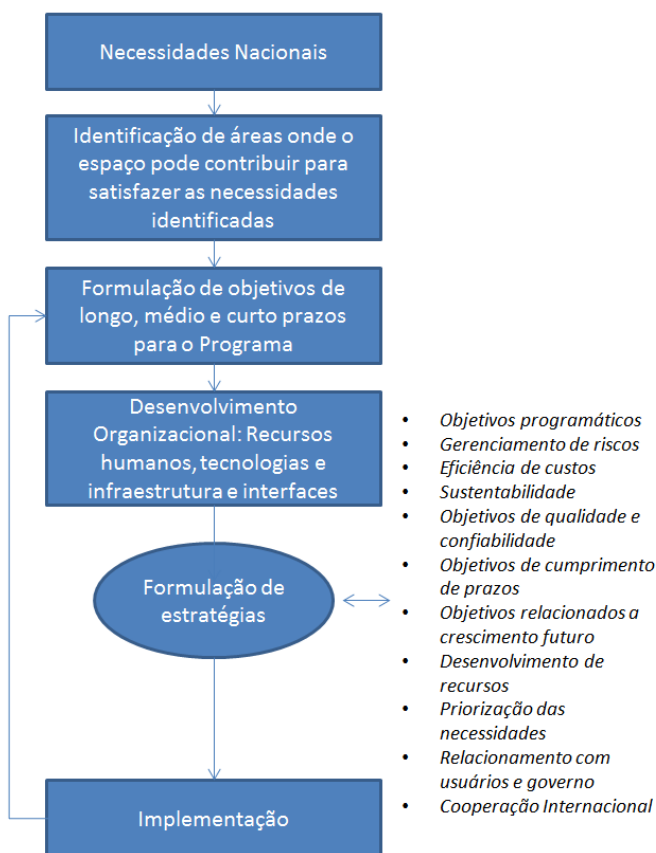 Necessidades Nacionais
Identificação de áreas onde o
espaço pode contribuir para
satisfazer as necessidades
identificadas
Formulação de objetivos de
longo, médio e curto prazos
para o Programa
Desenvolvimento
Organizacional: Recursos
humanos, tecnologias e
infraestrutura e interfaces
Formulação de
estratégias
Implementação
• Objetivos programáticos
• Gerenciamento de riscos
• Eficiência de custos
• Sustentabilidade
• Objetivos de qualidade e
confiabilidade
• Objetivos de cumprimento
de prazos
• Objetivos relacionados a
crescimento futuro
• Desenvolvimento de
recursos
• Priorização das
necessidades
• Relacionamento com
usuários e governo
• Cooperação Internacional